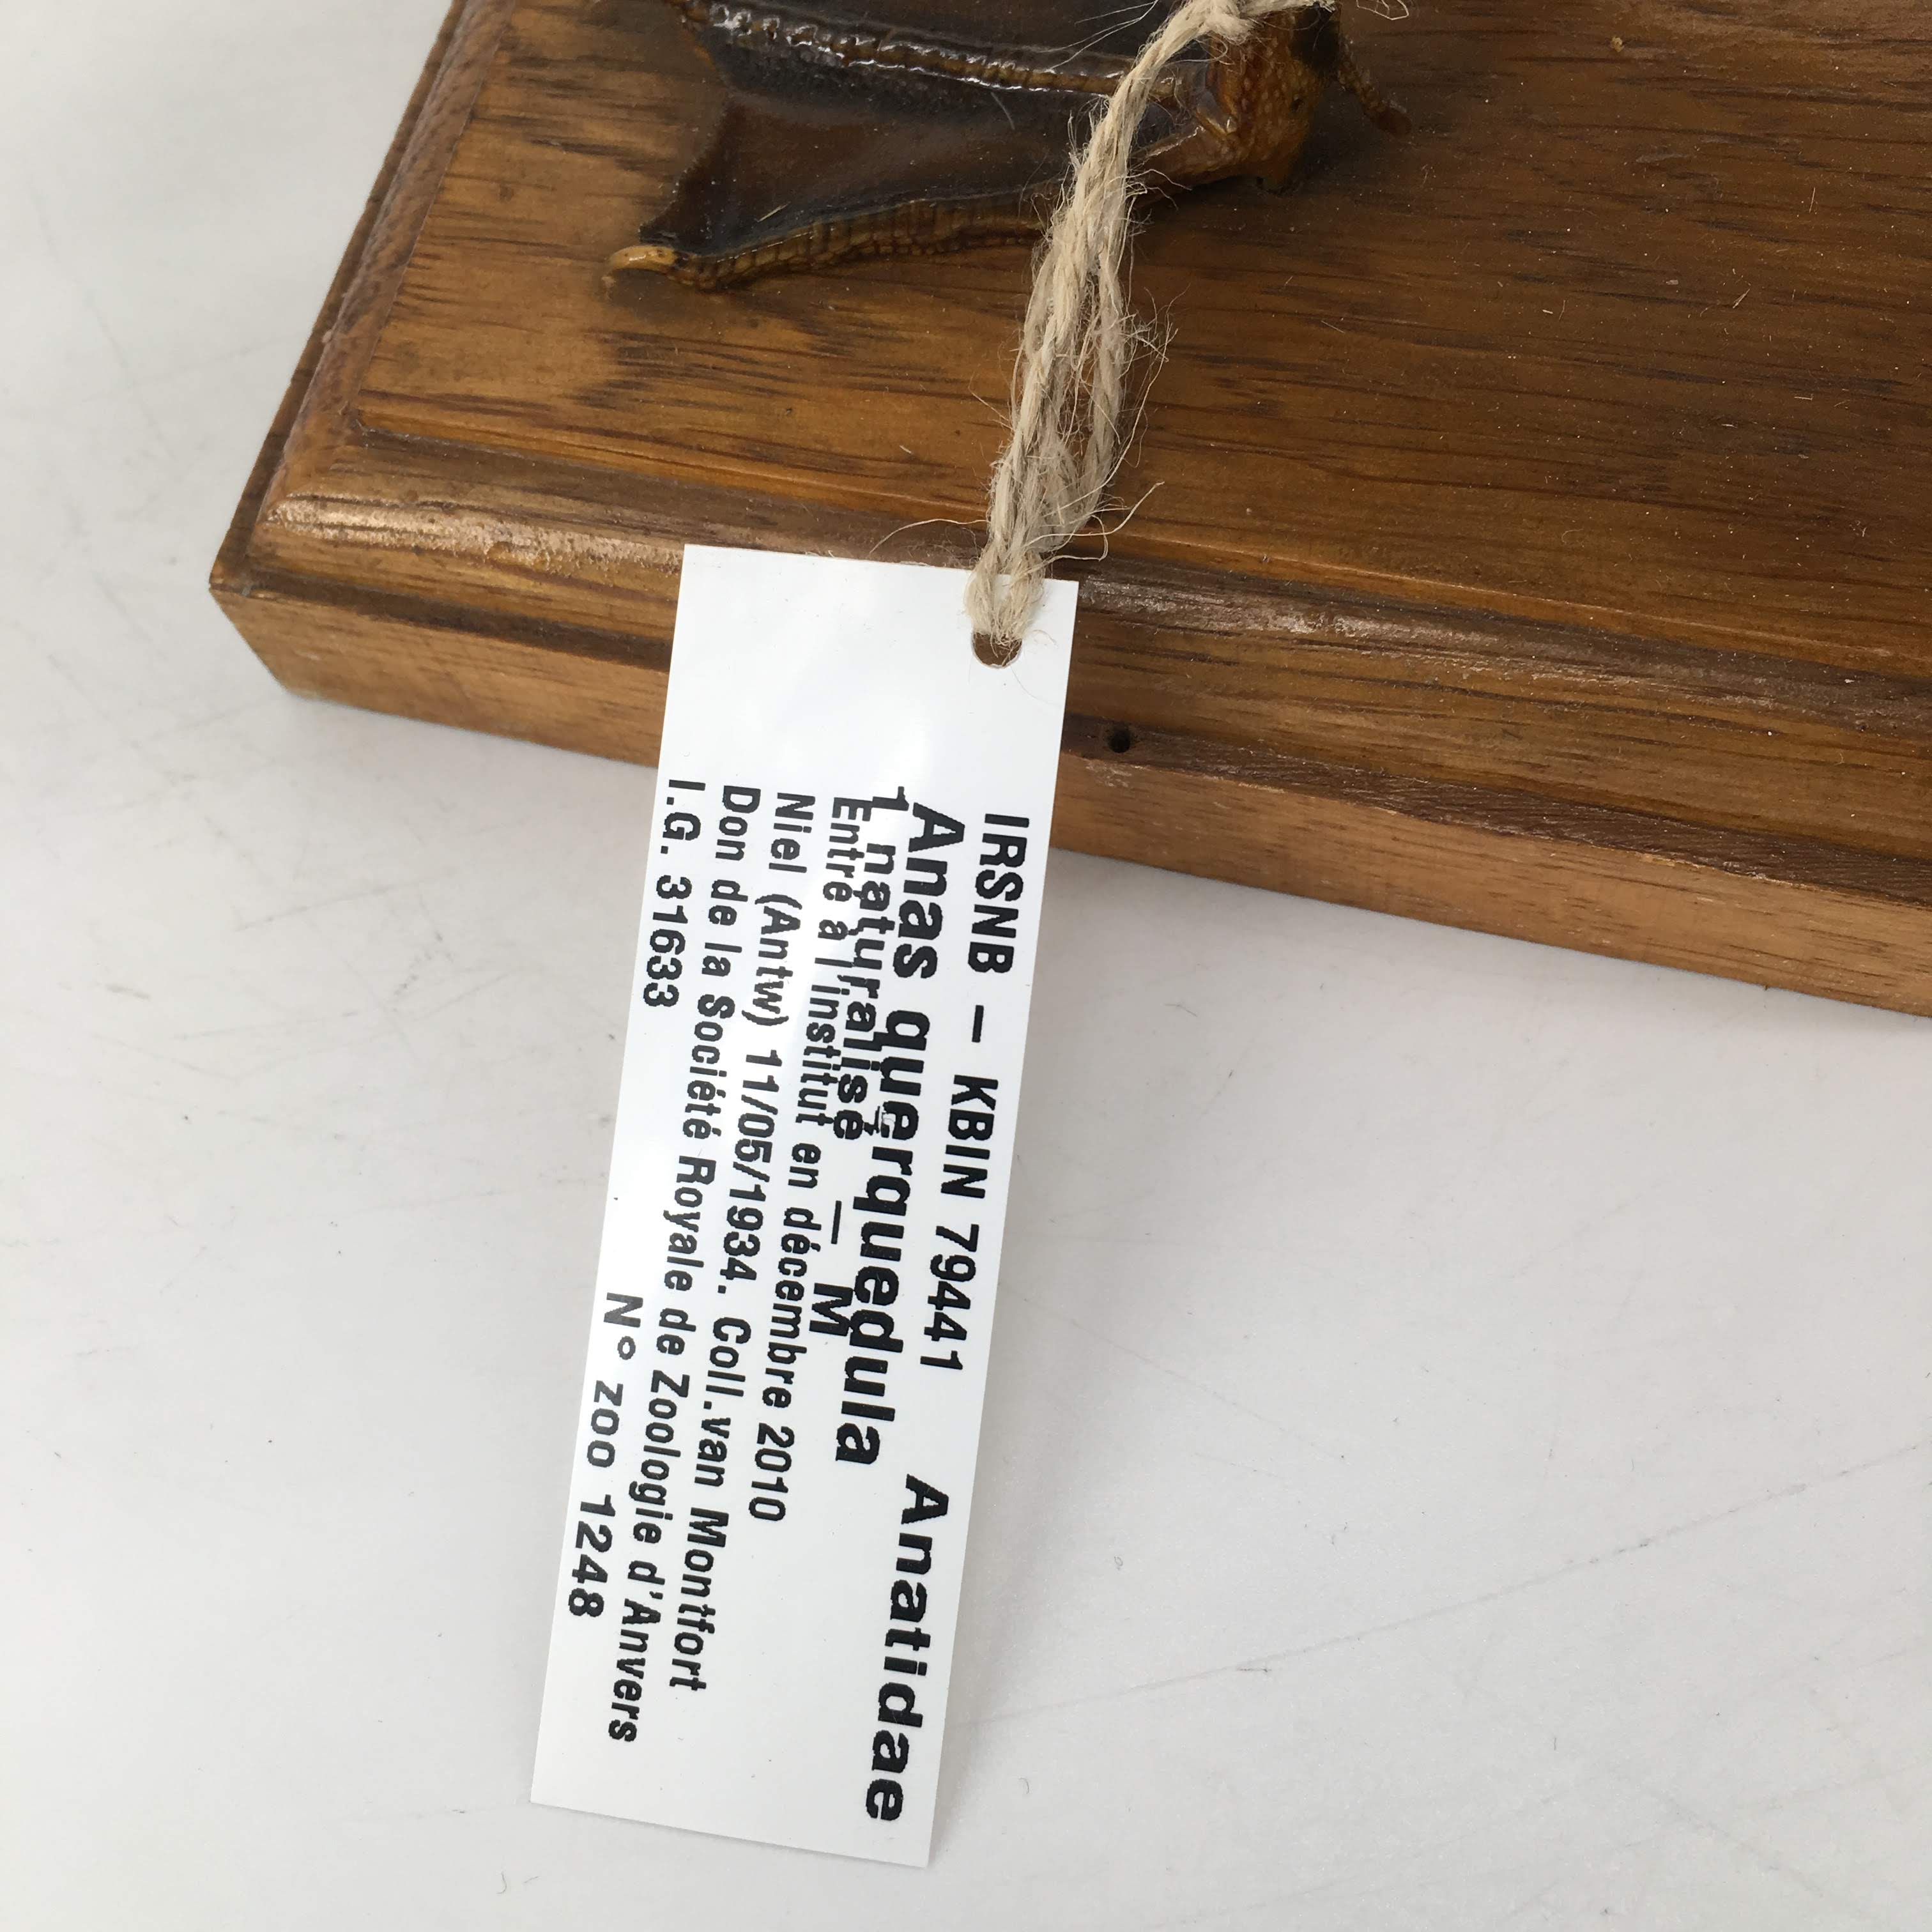 IRSNB – KBIN 79441
Anas querquedula Anatidae
1 naturalisé – M
Entré à l'institut en décembre 2010
Niel (Antw) 11/05/1934. Coll.van Montfort
Don de la Société Royale de Zoologie d'Anvers
I.G. 31633 N° zoo 1248